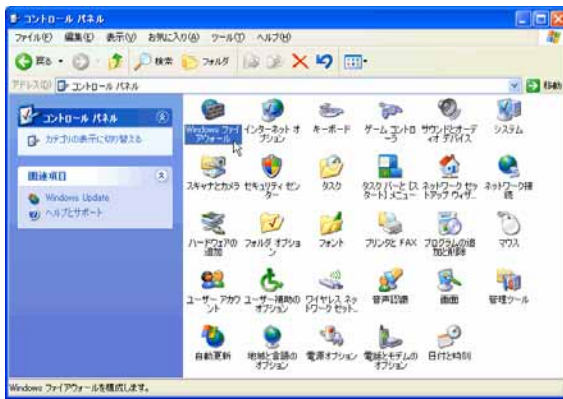 コントロール パネル
ファイル(F) 編集(E) 表示(V) お気に入り(A) ツール(T) ヘルプ(H)
戻る 検索 フォルダ
アドレス(D) コントロール パネル 移動
コントロール パネル
カテゴリの表示に切り替える
関連項目
Windows Update
ヘルプとサポート
Windows ファイ
アウォール
インターネット オ
プション
キーボード
ゲーム コントロ
ーラ
サウンドとオーデ
ィオ デバイス
システム
スキャナとカメラ
セキュリティ セン
ター
タスク
タスク バーと [ス
タート] メニュー
ネットワーク セッ
トアップ ウィザ...
ネットワーク接
続
ハードウェアの
追加
フォルダ オプショ
ン
フォント
プリンタと FAX
プログラムの追
加と削除
マウス
ユーザー アカウ
ント
ユーザー補助の
オプション
ワイヤレス ネッ
トワーク セット...
音声認識
画面
管理ツール
自動更新
地域と言語の
オプション
電源オプション
電話とモデムの
オプション
日付と時刻
Windows ファイアウォールを構成します。